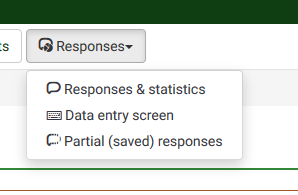 Responses
Responses & statistics
Data entry screen
Partial (saved) responses